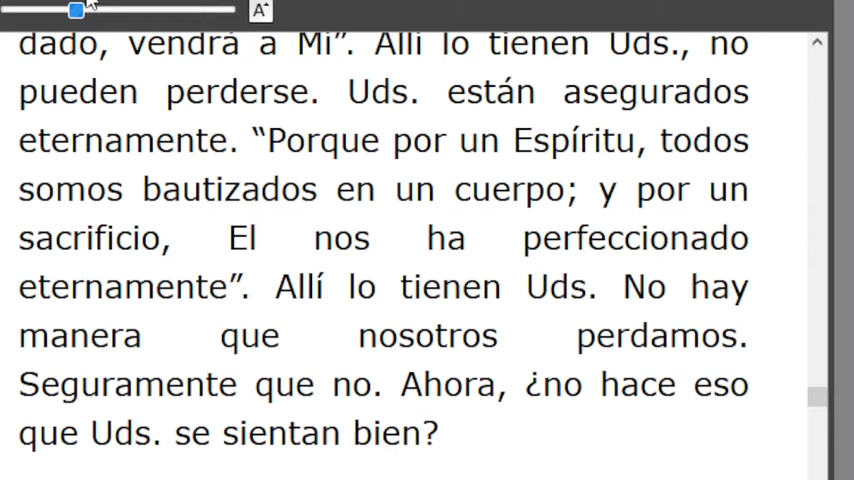 A
dado, vendrá a Mi”. Allí lo tienen Uds., no
pueden perderse. Uds. están asegurados
eternamente. “Porque por un Espíritu, todos
somos bautizados en un cuerpo; y por un
sacrificio, El nos ha perfeccionado
eternamente”. Allí lo tienen Uds. No hay
manera que nosotros perdamos.
Seguramente que no. Ahora, ¿no hace eso
que Uds. se sientan bien?